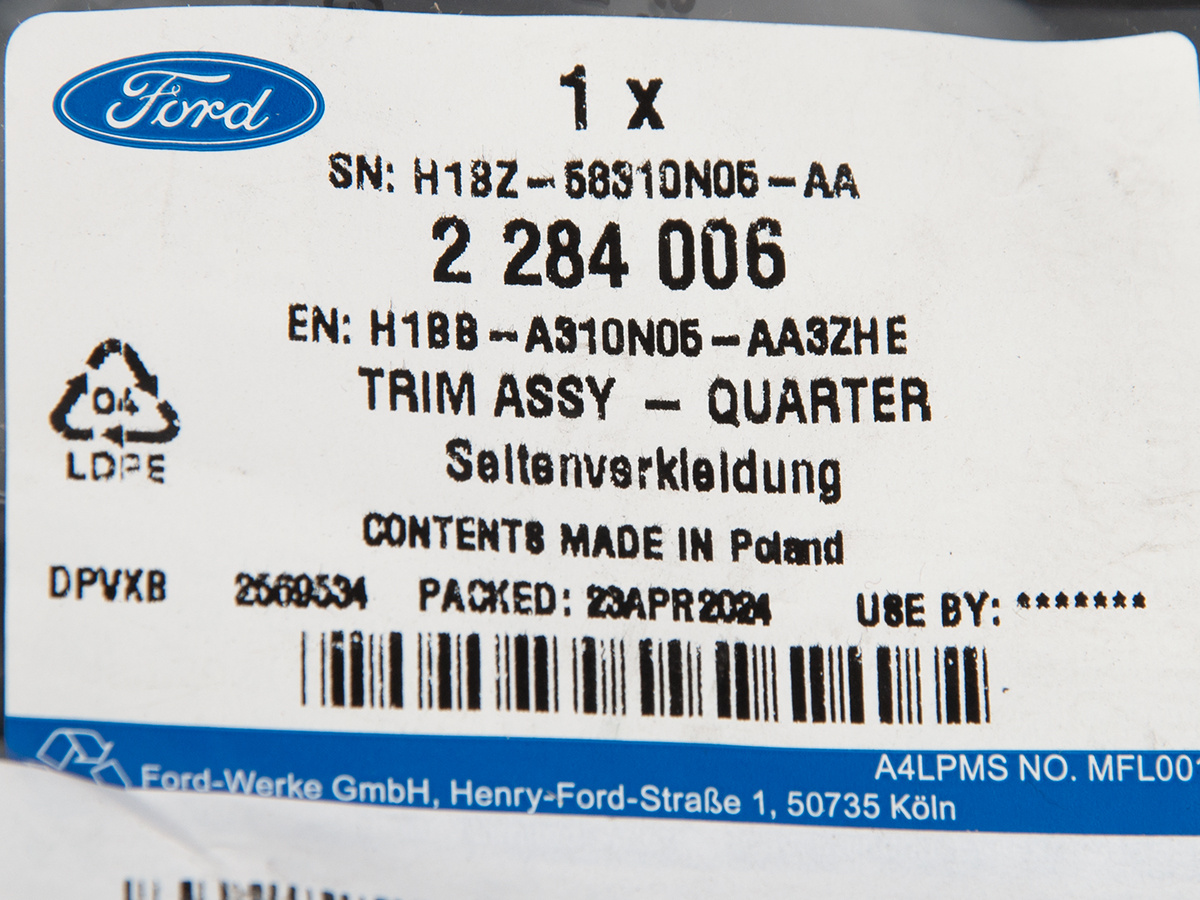 Ford
1 x
SN: H1BZ-58310N05-AA
2 284 006
EN: H1BB-A310N05-AA3ZHE
TRIM ASSY - QUARTER
Seitenverkleidung
CONTENTS MADE IN Poland
04
LDPE
DPVXB 2569534 PACKED: 23APR2024 USE BY: *******
A4LPMS NO. MFL001
Ford-Werke GmbH, Henry-Ford-Straße 1, 50735 Köln